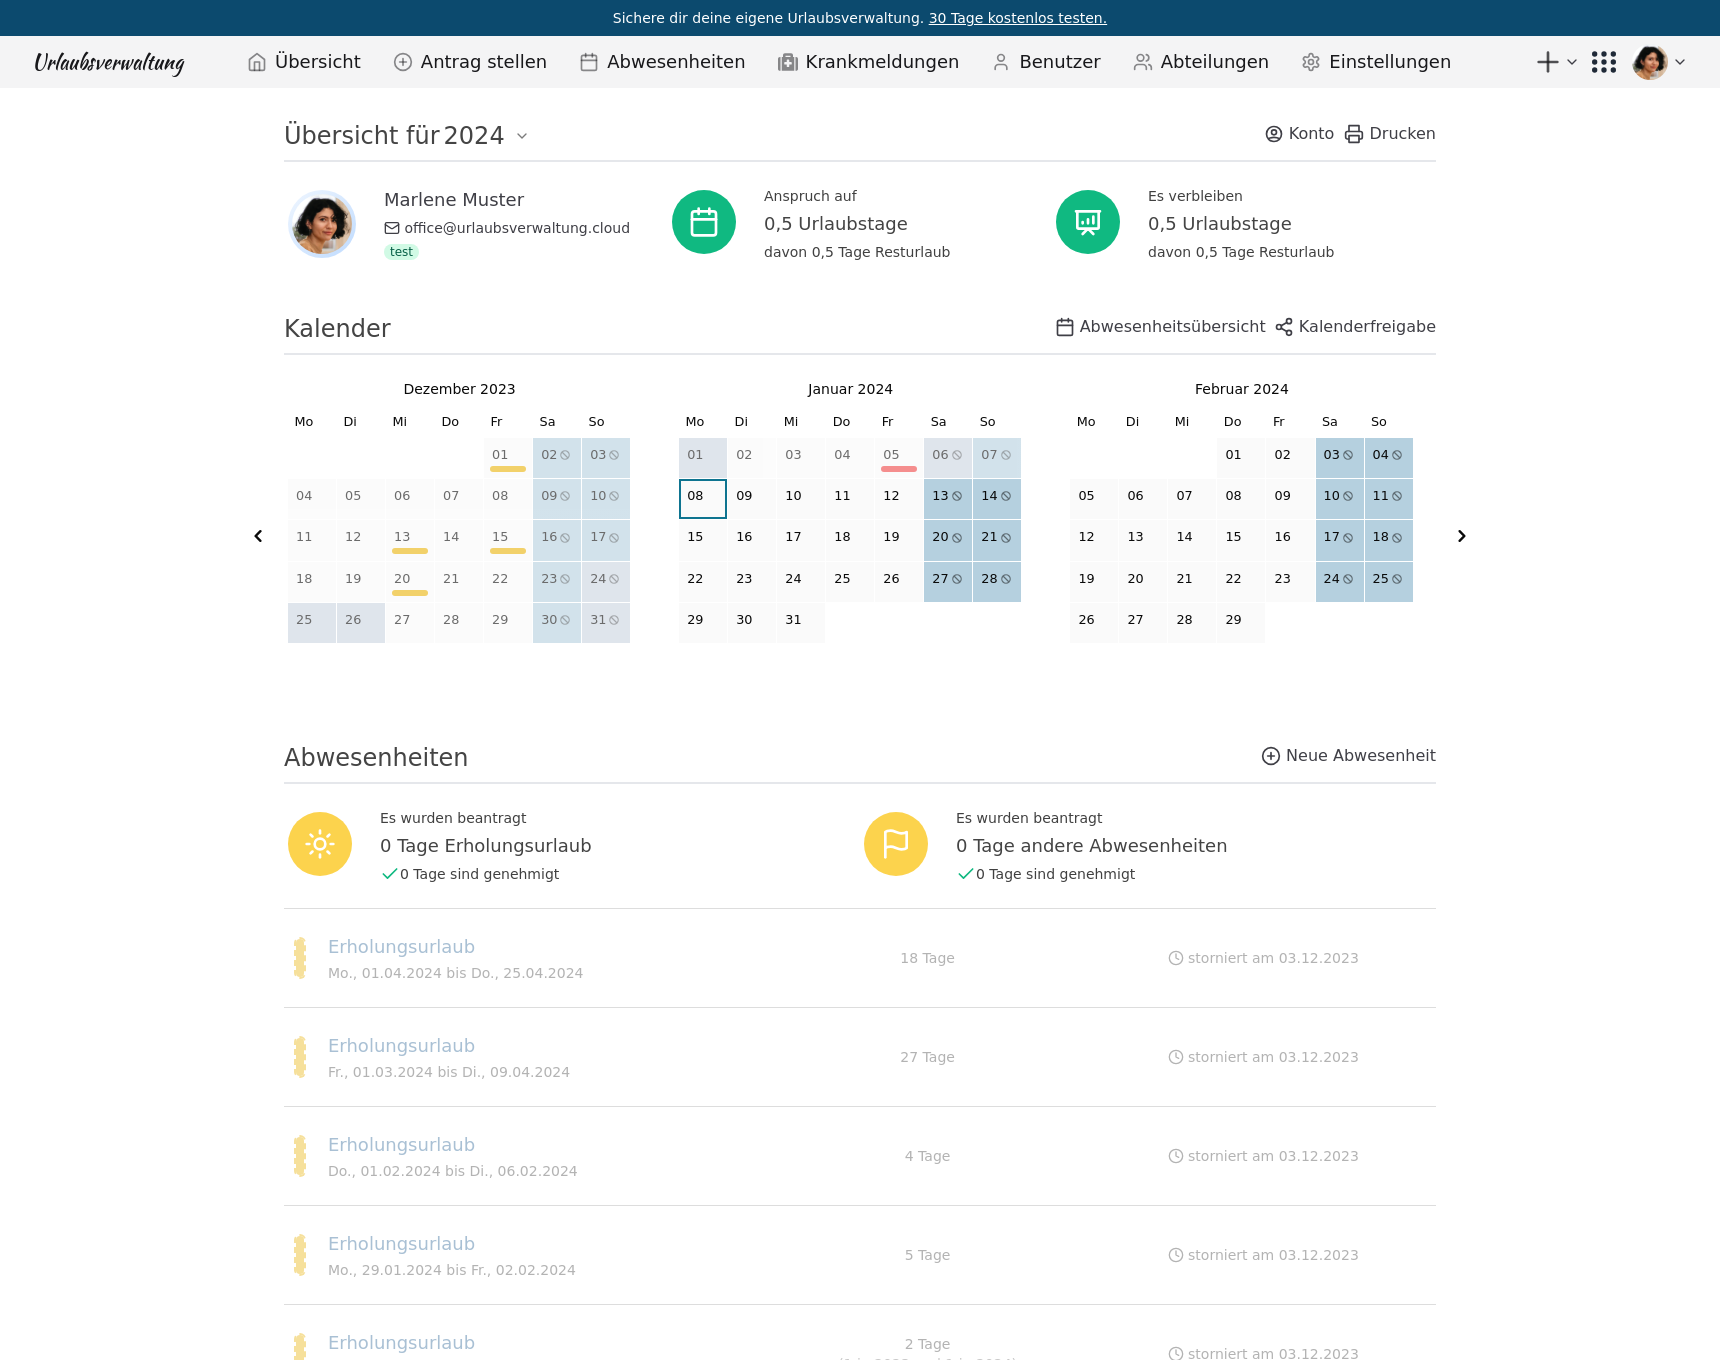 Sichere dir deine eigene Urlaubsverwaltung. 30 Tage kostenlos testen.
Urlaubsverwaltung Übersicht Antrag stellen Abwesenheiten Krankmeldungen Benutzer Abteilungen Einstellungen
Übersicht für 2024 Konto Drucken
Marlene Muster
office@urlaubsverwaltung.cloud
test
Anspruch auf
0,5 Urlaubstage
davon 0,5 Tage Resturlaub
Es verbleiben
0,5 Urlaubstage
davon 0,5 Tage Resturlaub
Kalender Abwesenheitsübersicht Kalenderfreigabe
Dezember 2023
Mo Di Mi Do Fr Sa So
01 02 03
04 05 06 07 08 09 10
11 12 13 14 15 16 17
18 19 20 21 22 23 24
25 26 27 28 29 30 31
Januar 2024
Mo Di Mi Do Fr Sa So
01 02 03 04 05 06 07
08 09 10 11 12 13 14
15 16 17 18 19 20 21
22 23 24 25 26 27 28
29 30 31
Februar 2024
Mo Di Mi Do Fr Sa So
01 02 03 04
05 06 07 08 09 10 11
12 13 14 15 16 17 18
19 20 21 22 23 24 25
26 27 28 29
Abwesenheiten Neue Abwesenheit
Es wurden beantragt
0 Tage Erholungsurlaub
0 Tage sind genehmigt
Es wurden beantragt
0 Tage andere Abwesenheiten
0 Tage sind genehmigt
Erholungsurlaub
Mo., 01.04.2024 bis Do., 25.04.2024
18 Tage
storniert am 03.12.2023
Erholungsurlaub
Fr., 01.03.2024 bis Di., 09.04.2024
27 Tage
storniert am 03.12.2023
Erholungsurlaub
Do., 01.02.2024 bis Di., 06.02.2024
4 Tage
storniert am 03.12.2023
Erholungsurlaub
Mo., 29.01.2024 bis Fr., 02.02.2024
5 Tage
storniert am 03.12.2023
Erholungsurlaub
2 Tage
storniert am 03.12.2023